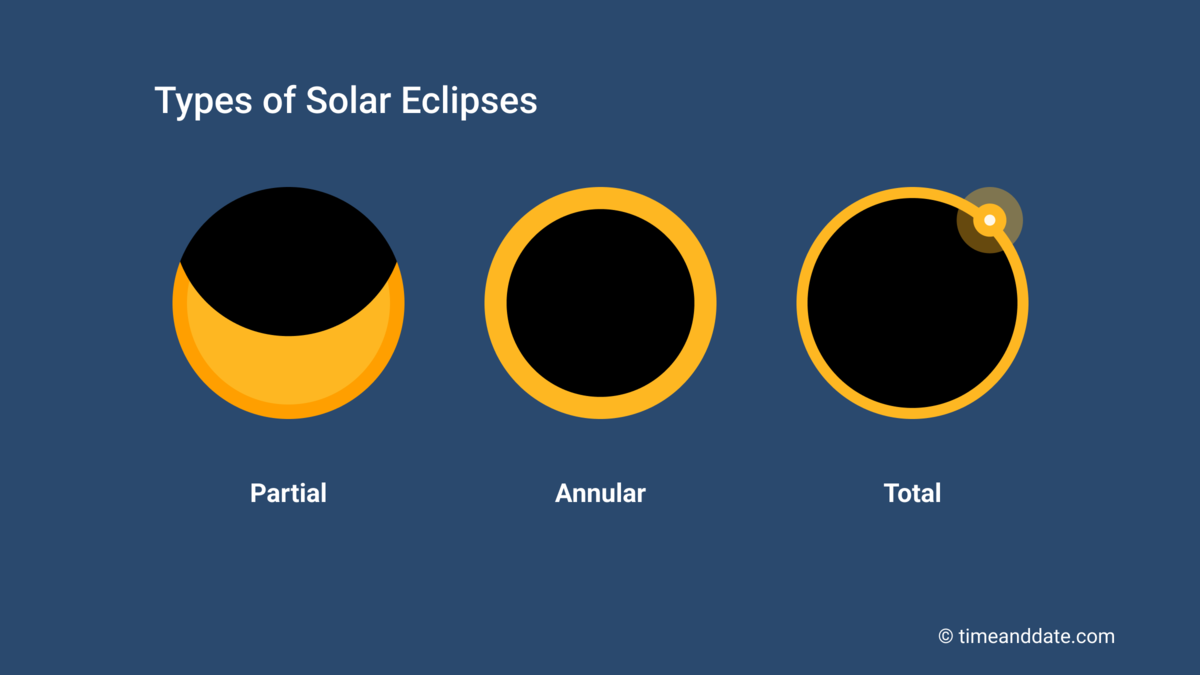 Types of Solar Eclipses
Partial
Annular
Total
© timeanddate.com